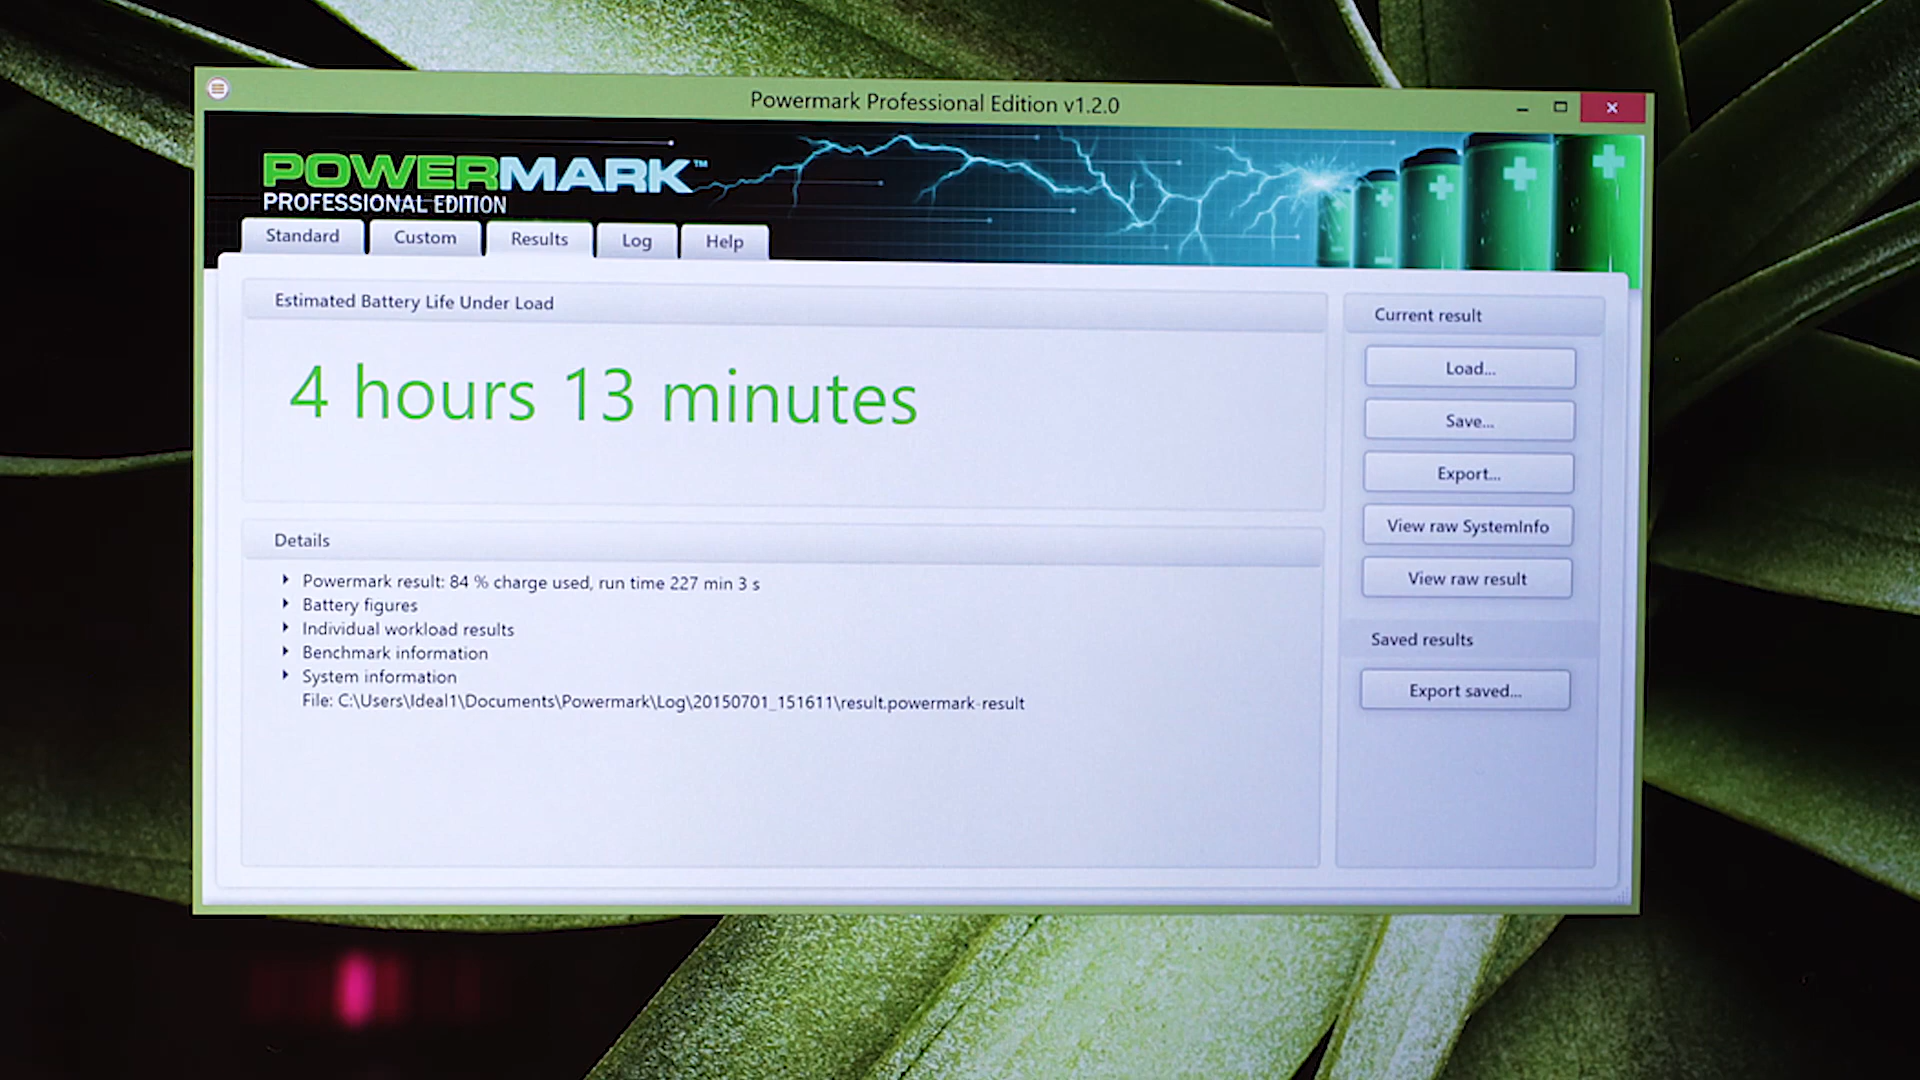 Powermark Professional Edition v1.2.0
POWERMARK™
PROFESSIONAL EDITION
Standard
Custom
Results
Log
Help
Estimated Battery Life Under Load
4 hours 13 minutes
Details
Powermark result: 84 % charge used, run time 227 min 3 s
Battery figures
Individual workload results
Benchmark information
System information
File: C:\Users\Ideal1\Documents\Powermark\Log\20150701_151611\result.powermark-result
Current result
Load...
Save...
Export...
View raw SystemInfo
View raw result
Saved results
Export saved...